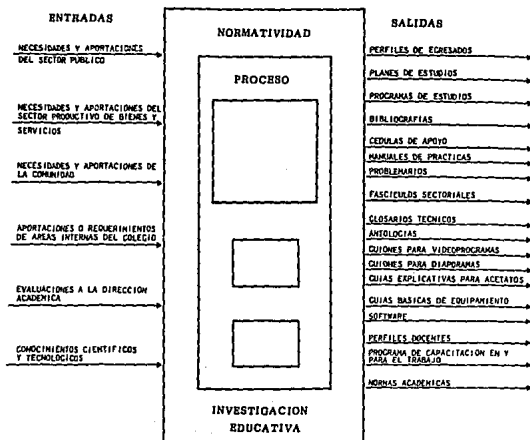 ENTRADAS
NECESIDADES Y APORTACIONES
DEL SECTOR PUBLICO
NECESIDADES Y APORTACIONES DEL
SECTOR PRODUCTIVO DE BIENES Y
SERVICIOS
NECESIDADES Y APORTACIONES DE
LA COMUNIDAD
APORTACIONES O REQUERIMIENTOS
DE AREAS INTERNAS DEL COLEGIO
EVALUACIONES A LA DIRECCION
ACADEMICA
CONOCIMIENTOS CIENTIFICOS
Y TECNOLOGICOS
NORMATIVIDAD
PROCESO
INVESTIGACION
EDUCATIVA
SALIDAS
PERFILES DE EGRESADOS
PLANES DE ESTUDIOS
PROGRAMAS DE ESTUDIOS
BIBLIOGRAFIAS
CEDULAS DE APOYO
MANUALES DE PRACTICAS
PROBLEMARIOS
FASCICULOS SECTORIALES
GLOSARIOS TECNICOS
ANTOLOGIAS
GUIONES PARA VIDEOPROGRAMAS
GUIONES PARA DIAPORAMAS
GUIAS EXPLICATIVAS PARA ACETATOS
GUIAS BASICAS DE EQUIPAMIENTO
SOFTWARE
PERFILES DOCENTES
PROGRAMA DE CAPACITACION EN Y
PARA EL TRABAJO
NORMAS ACADEMICAS